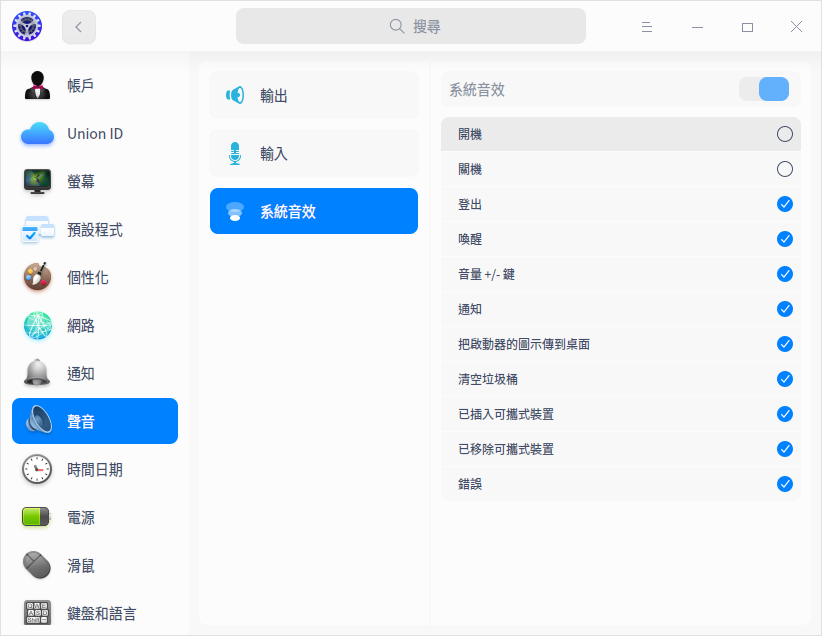 搜尋
帳戶
Union ID
螢幕
預設程式
個性化
網路
通知
聲音
時間日期
電源
滑鼠
鍵盤和語言
輸出
輸入
系統音效
系統音效
開機
關機
登出
喚醒
音量 +/- 鍵
通知
把啟動器的圖示傳到桌面
清空垃圾桶
已插入可攜式裝置
已移除可攜式裝置
錯誤